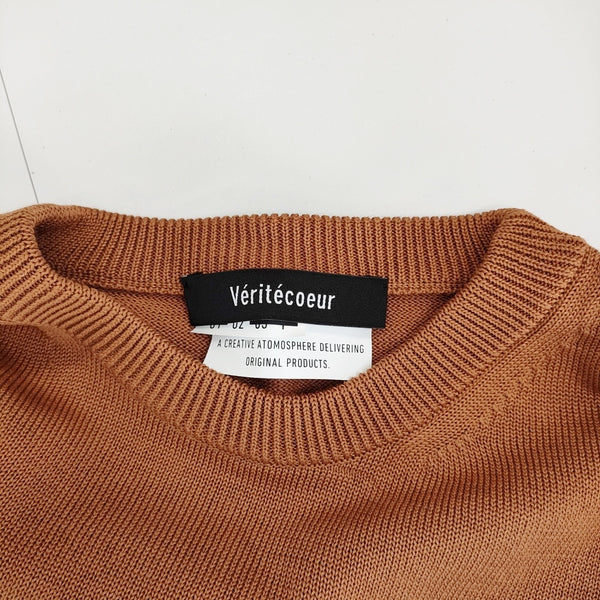 Véritécoeur
A CREATIVE ATOMOSPHERE DELIVERING
ORIGINAL PRODUCTS.